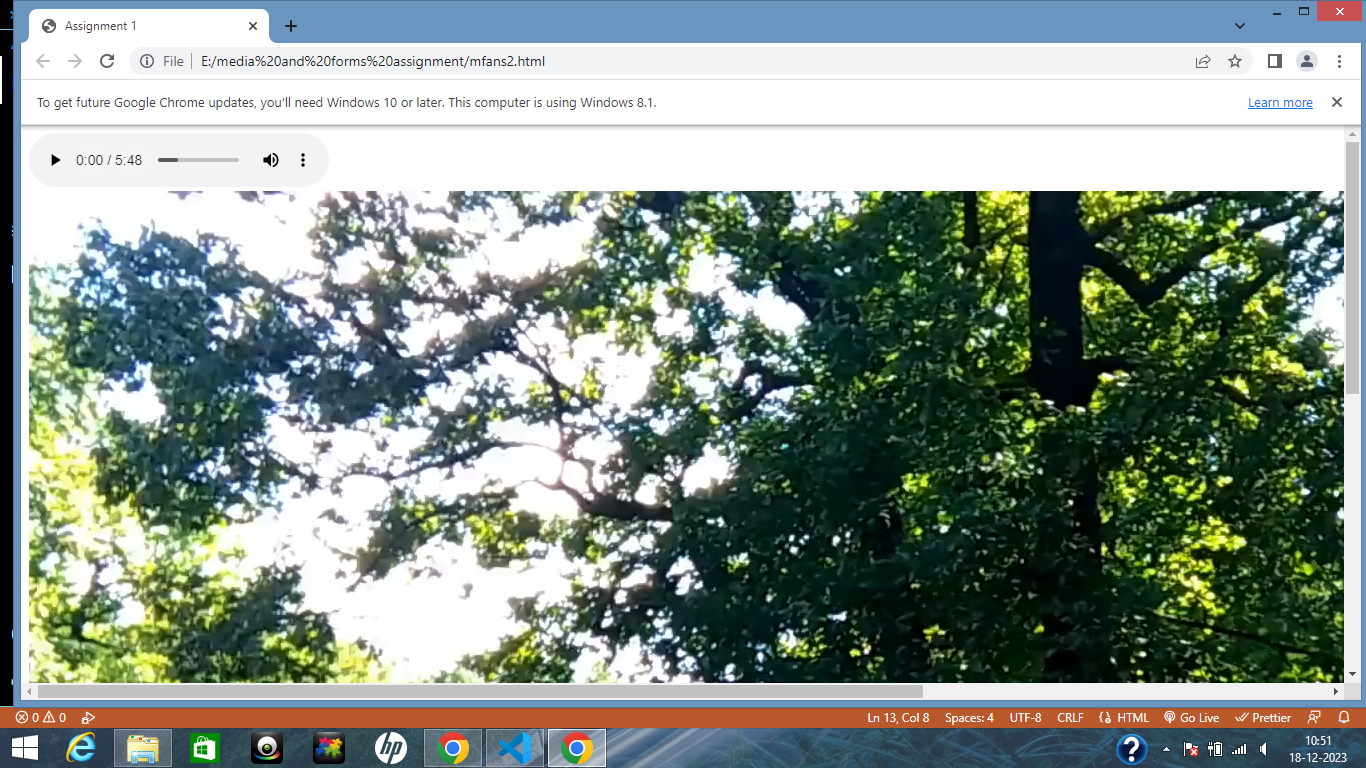 Assignment 1
File E:/media%20and%20forms%20assignment/mfans2.html
To get future Google Chrome updates, you'll need Windows 10 or later. This computer is using Windows 8.1. Learn more
0:00 / 5:48
0 0 Ln 13, Col 8 Spaces: 4 UTF-8 CRLF HTML Go Live Prettier
hp ? 10:51
18-12-2023